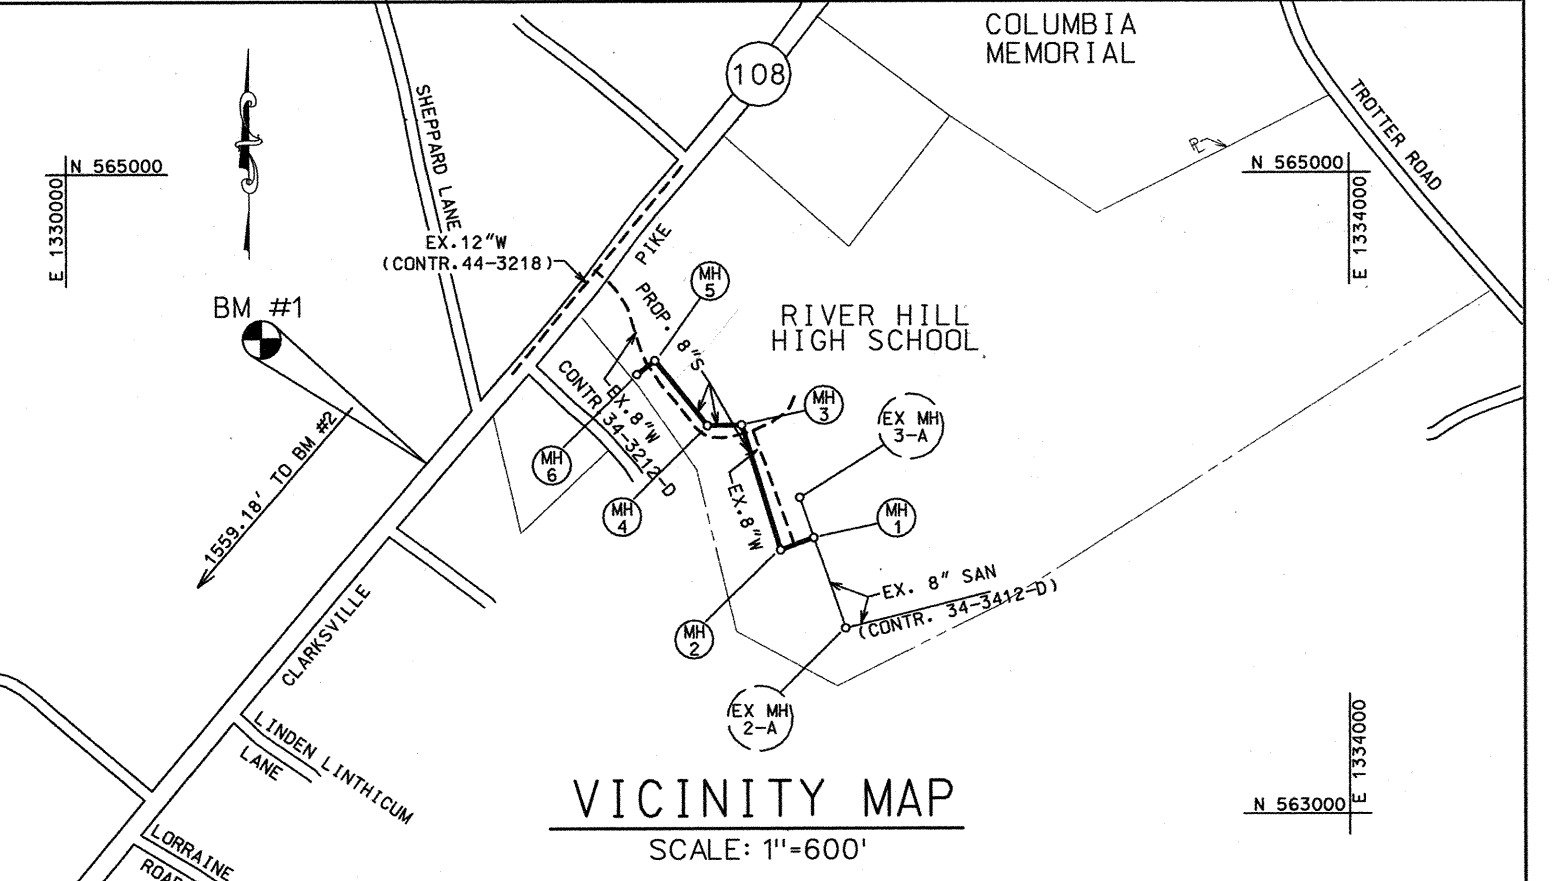 COLUMBIA
MEMORIAL
108
SHEPPARD LANE
TROTTER ROAD
PL
N 565000
E 1330000
N 565000
E 1334000
EX.12"W
(CONTR.44-3218)
PIKE
BM #1
MH
5
PROP. 8"S
RIVER HILL
HIGH SCHOOL
EX.8"W
CONTR.34-3212-D
MH
3
EX MH
3-A
1559.18' TO BM #2
MH
6
MH
4
EX.8"W
MH
1
EX. 8" SAN
(CONTR. 34-3412-D)
CLARKSVILLE
MH
2
EX MH
2-A
LINDEN LINTHICUM
LANE
E 1334000
N 563000
VICINITY MAP
SCALE: 1"=600'
LORRAINE
ROAD